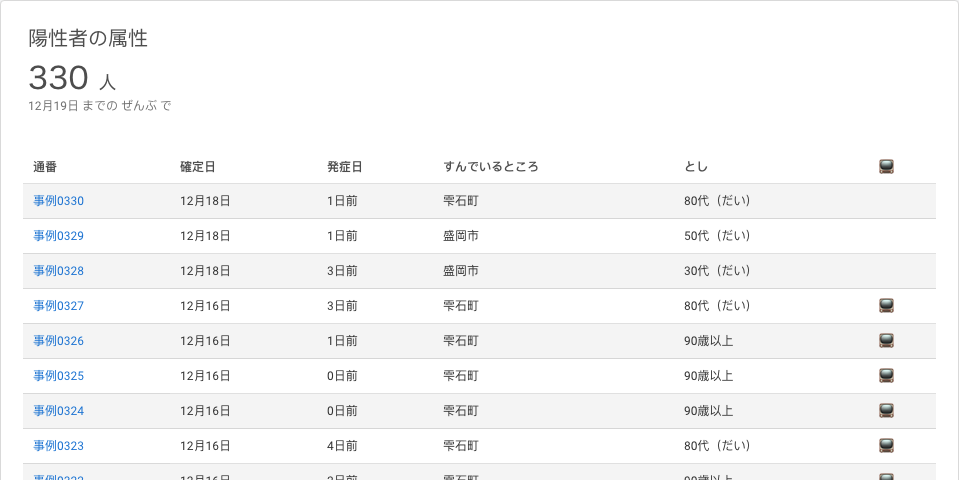 陽性者の属性
330 人
12月19日 までの ぜんぶ で
通番 確定日 発症日 すんでいるところ とし
事例0330 12月18日 1日前 雫石町 80代（だい）
事例0329 12月18日 1日前 盛岡市 50代（だい）
事例0328 12月18日 3日前 盛岡市 30代（だい）
事例0327 12月16日 3日前 雫石町 80代（だい）
事例0326 12月16日 1日前 雫石町 90歳以上
事例0325 12月16日 0日前 雫石町 90歳以上
事例0324 12月16日 0日前 雫石町 90歳以上
事例0323 12月16日 4日前 雫石町 80代（だい）